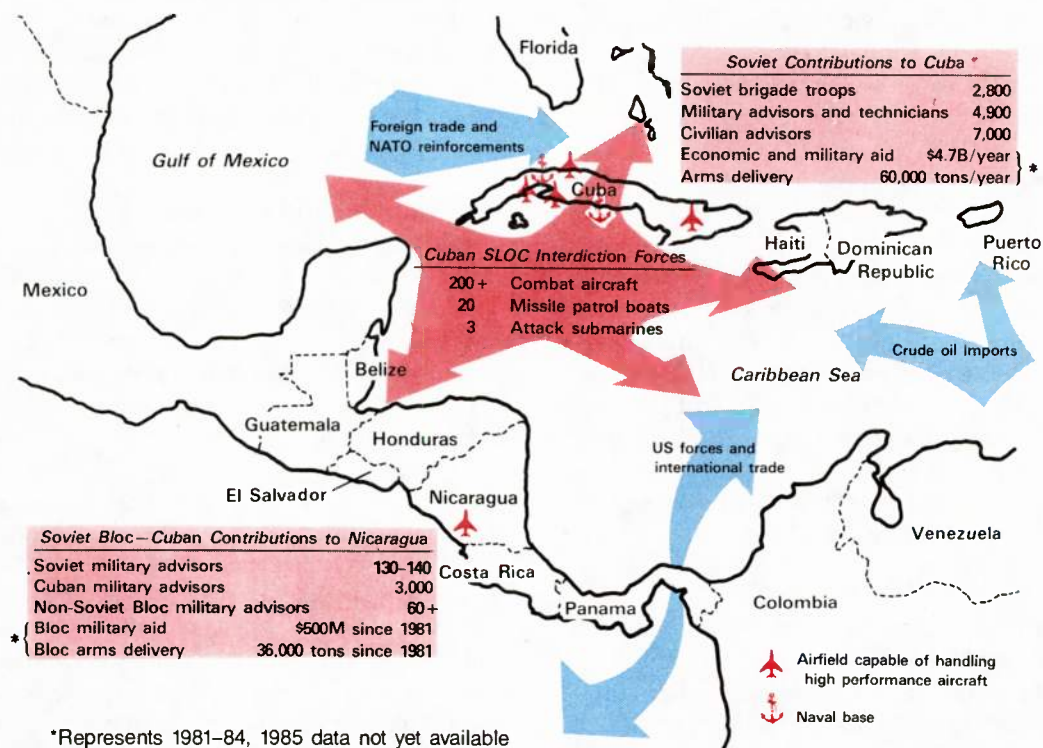 Florida
Soviet Contributions to Cuba *
Soviet brigade troops 2,800
Military advisors and technicians 4,900
Civilian advisors 7,000
Economic and military aid $4.7B/year
Arms delivery 60,000 tons/year
*
Foreign trade and
NATO reinforcements
Gulf of Mexico
Cuba
Haiti
Dominican
Republic
Puerto
Rico
Mexico
Cuban SLOC Interdiction Forces
200+ Combat aircraft
20 Missile patrol boats
3 Attack submarines
Crude oil imports
Belize
Caribbean Sea
Guatemala
Honduras
US forces and
international trade
El Salvador
Nicaragua
Venezuela
Soviet Bloc—Cuban Contributions to Nicaragua
Soviet military advisors 130-140
Cuban military advisors 3,000
Non-Soviet Bloc military advisors 60+
Bloc military aid $500M since 1981
* Bloc arms delivery 36,000 tons since 1981
Costa Rica
Panama
Colombia
Airfield capable of handling
high performance aircraft
Naval base
*Represents 1981–84, 1985 data not yet available